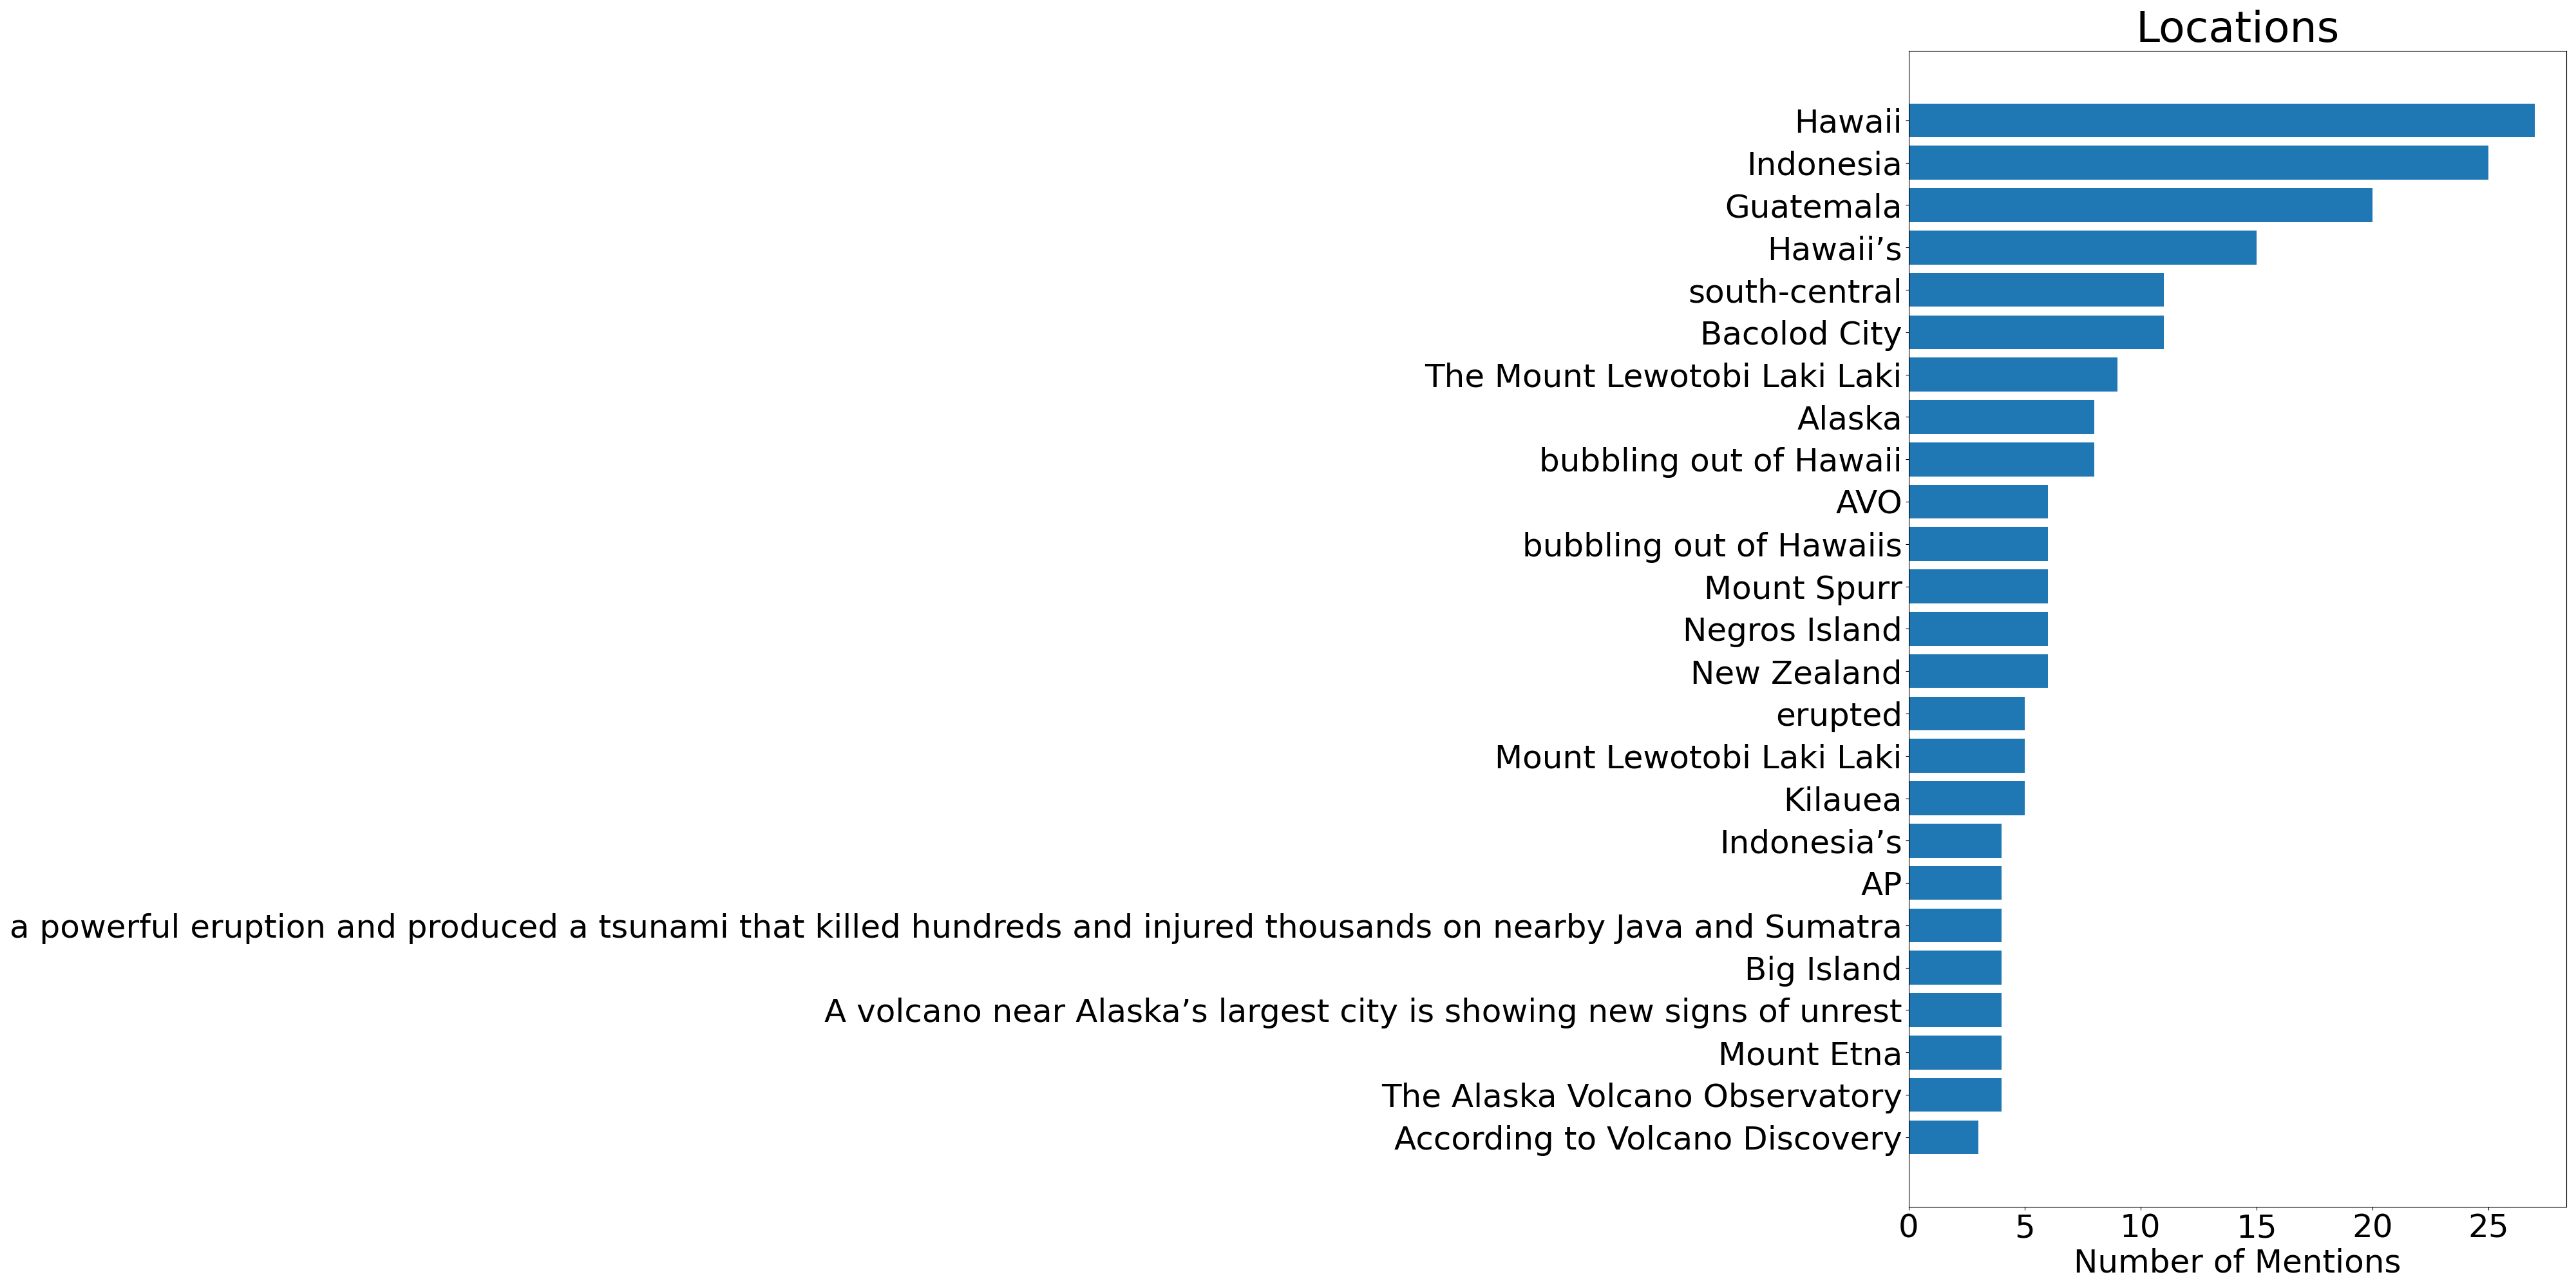 Locations
Hawaii
Indonesia
Guatemala
Hawaii’s
south-central
Bacolod City
The Mount Lewotobi Laki Laki
Alaska
bubbling out of Hawaii
AVO
bubbling out of Hawaiis
Mount Spurr
Negros Island
New Zealand
erupted
Mount Lewotobi Laki Laki
Kilauea
Indonesia’s
AP
a powerful eruption and produced a tsunami that killed hundreds and injured thousands on nearby Java and Sumatra
Big Island
A volcano near Alaska’s largest city is showing new signs of unrest
Mount Etna
The Alaska Volcano Observatory
According to Volcano Discovery
0 5 10 15 20 25
Number of Mentions